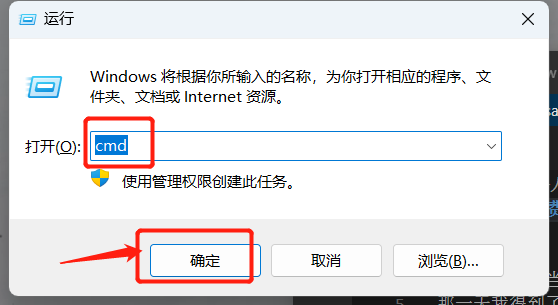 运行
Windows 将根据你所输入的名称，为你打开相应的程序、文
件夹、文档或 Internet 资源。
打开(O):
cmd
使用管理权限创建此任务。
确定
取消
浏览(B)...
5